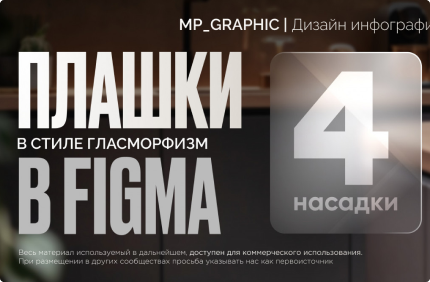 MP_GRAPHIC | Дизайн инфографи
ПЛАШКИ
В СТИЛЕ ГЛАСМОРФИЗМ
В FIGMA
4
насадки
Весь материал используемый в дальнейшем, доступен для коммерческого использования.
При размещении в других сообществах просьба указывать нас как первоисточник